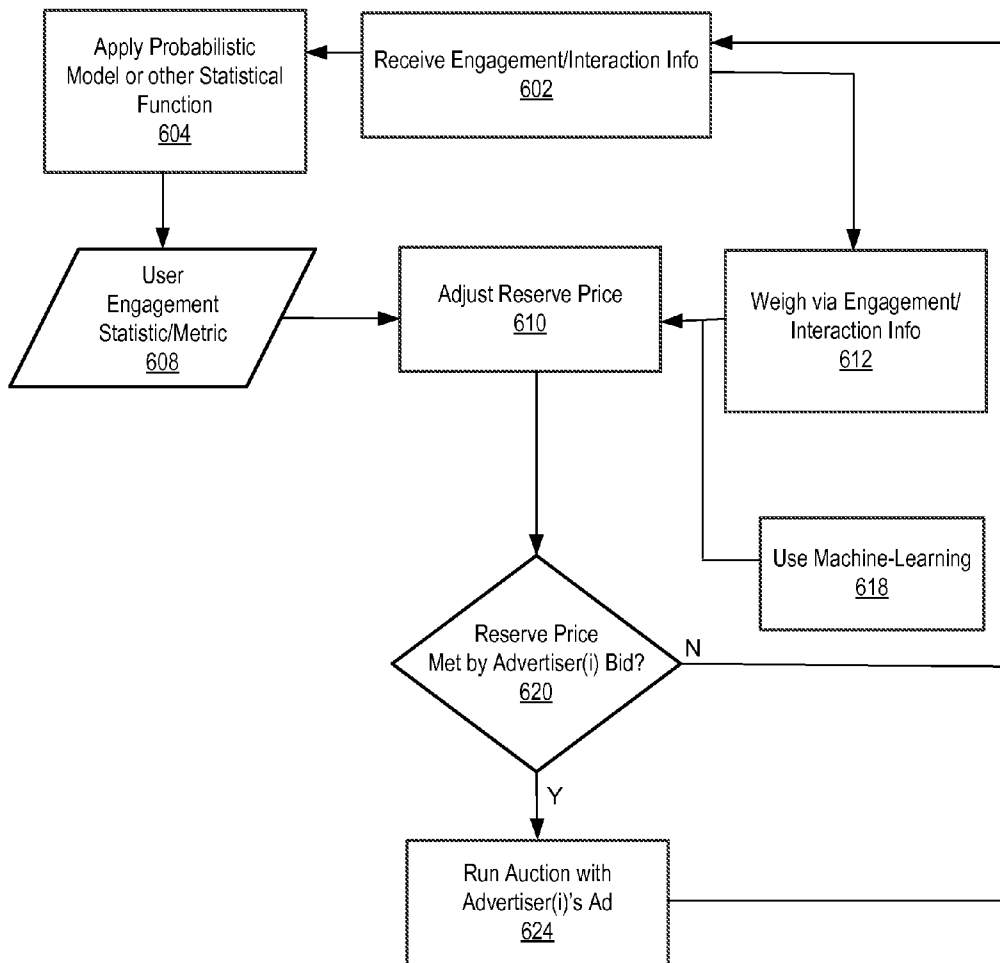 Apply Probabilistic
Model or other Statistical
Function
604
Receive Engagement/Interaction Info
602
User
Engagement
Statistic/Metric
608
Adjust Reserve Price
610
Weigh via Engagement/
Interaction Info
612
Use Machine-Learning
618
Reserve Price
Met by Advertiser(i) Bid?
620
N
Y
Run Auction with
Advertiser(i)'s Ad
624